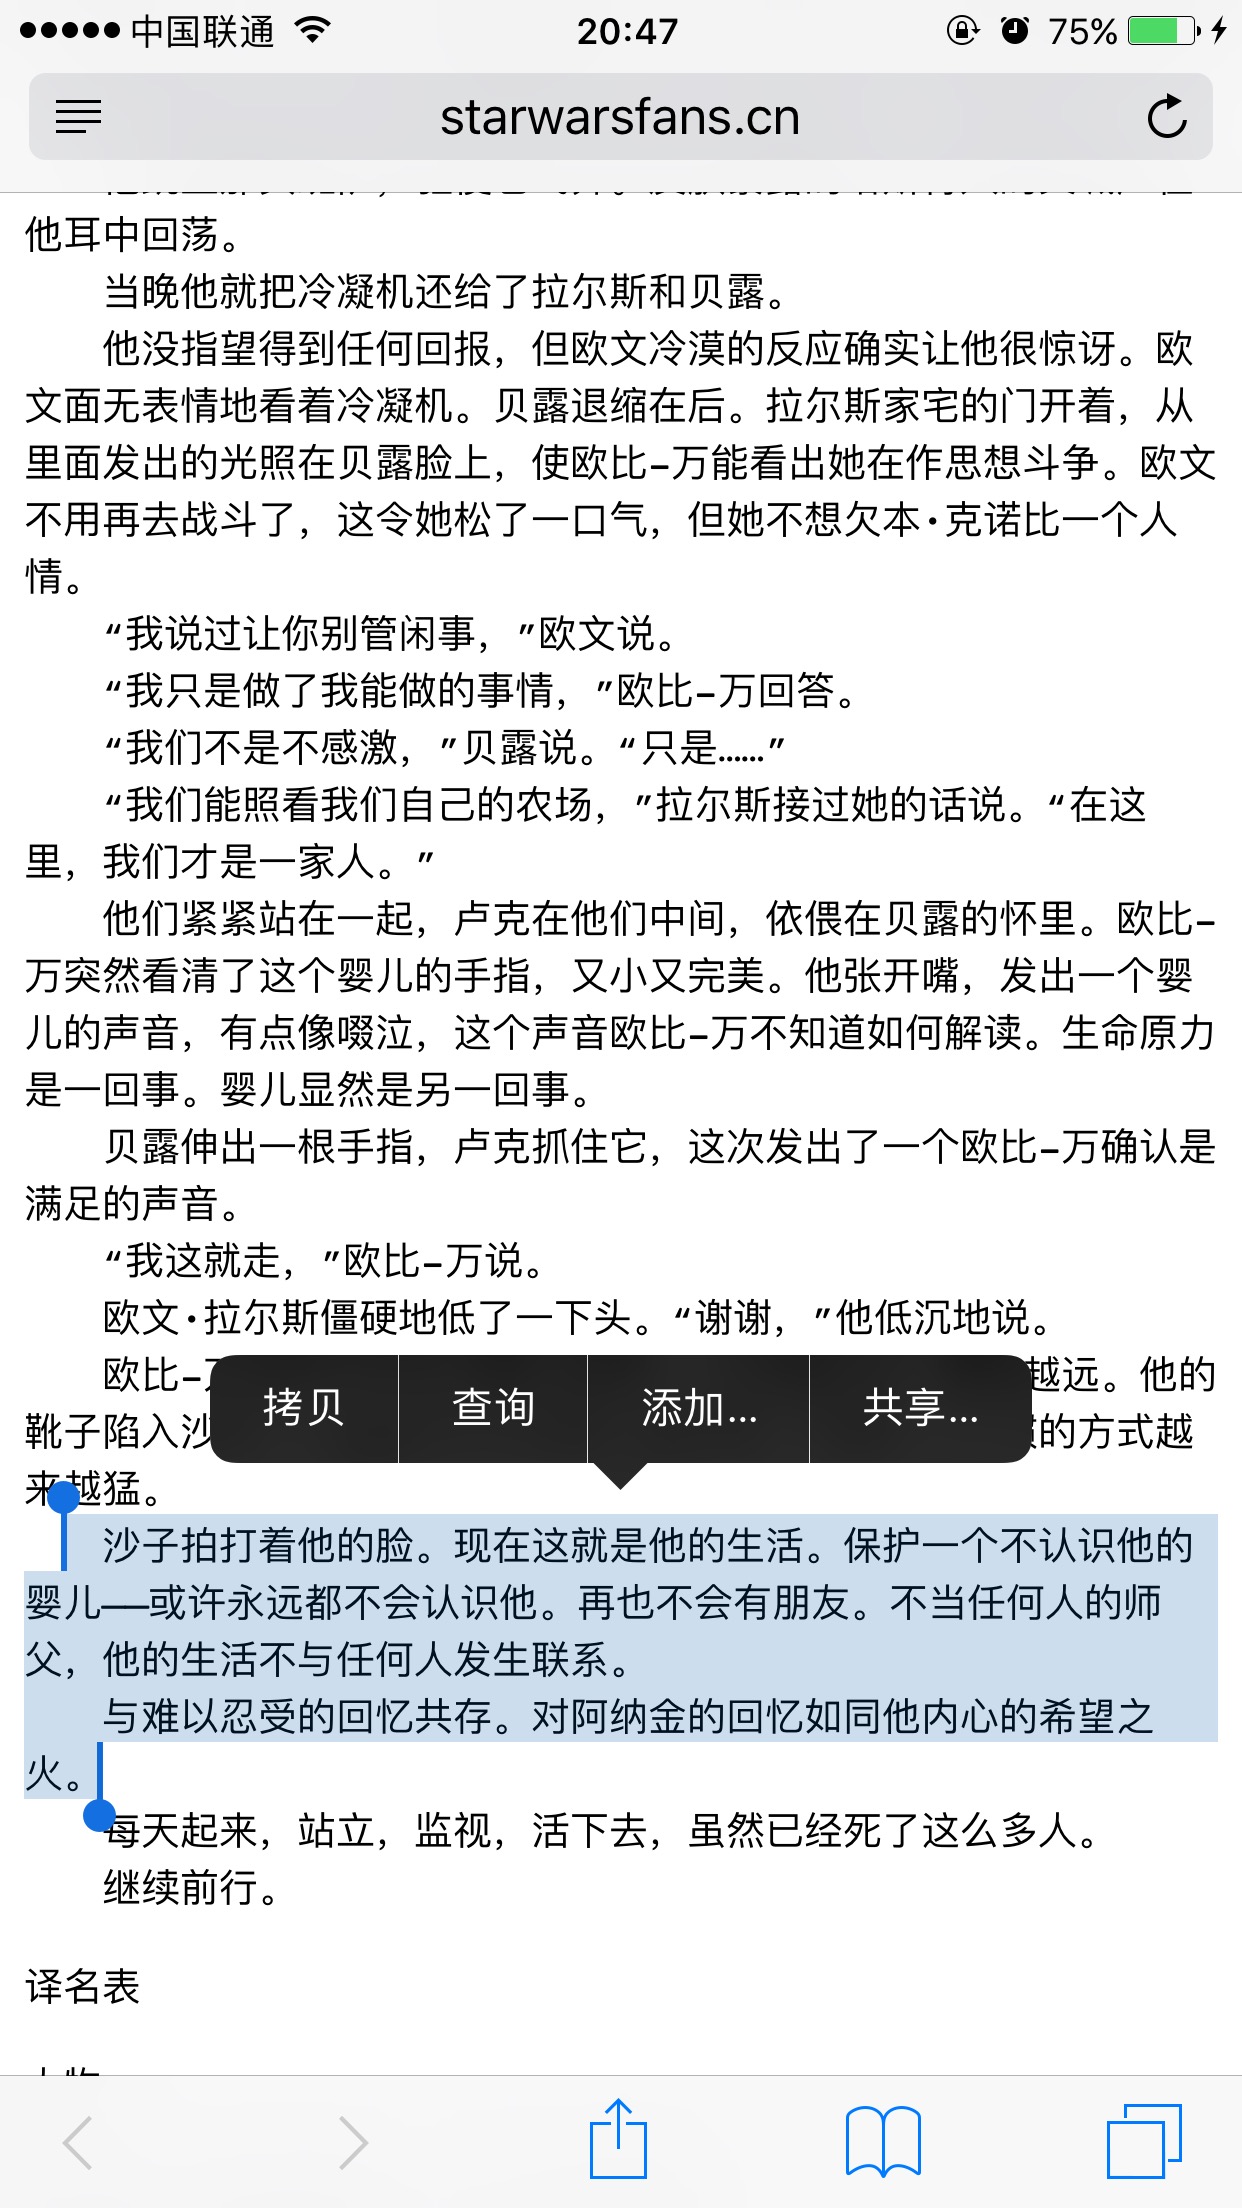 中国联通 20:47 75%
starwarsfans.cn
他耳中回荡。
当晚他就把冷凝机还给了拉尔斯和贝露。
他没指望得到任何回报，但欧文冷漠的反应确实让他很惊讶。欧
文面无表情地看着冷凝机。贝露退缩在后。拉尔斯家宅的门开着，从
里面发出的光照在贝露脸上，使欧比-万能看出她在作思想斗争。欧文
不用再去战斗了，这令她松了一口气，但她不想欠本·克诺比一个人
情。
“我说过让你别管闲事，”欧文说。
“我只是做了我能做的事情，”欧比-万回答。
“我们不是不感激，”贝露说。“只是……”
“我们能照看我们自己的农场，”拉尔斯接过她的话说。“在这
里，我们才是一家人。”
他们紧紧站在一起，卢克在他们中间，依偎在贝露的怀里。欧比-
万突然看清了这个婴儿的手指，又小又完美。他张开嘴，发出一个婴
儿的声音，有点像啜泣，这个声音欧比-万不知道如何解读。生命原力
是一回事。婴儿显然是另一回事。
贝露伸出一根手指，卢克抓住它，这次发出了一个欧比-万确认是
满足的声音。
“我这就走，”欧比-万说。
欧文·拉尔斯僵硬地低了一下头。“谢谢，”他低沉地说。
欧比- 越远。他的
靴子陷入沙 的方式越
来越猛。
拷贝 查询 添加... 共享...
沙子拍打着他的脸。现在这就是他的生活。保护一个不认识他的
婴儿——或许永远都不会认识他。再也不会有朋友。不当任何人的师
父，他的生活不与任何人发生联系。
与难以忍受的回忆共存。对阿纳金的回忆如同他内心的希望之
火。
每天起来，站立，监视，活下去，虽然已经死了这么多人。
继续前行。
译名表